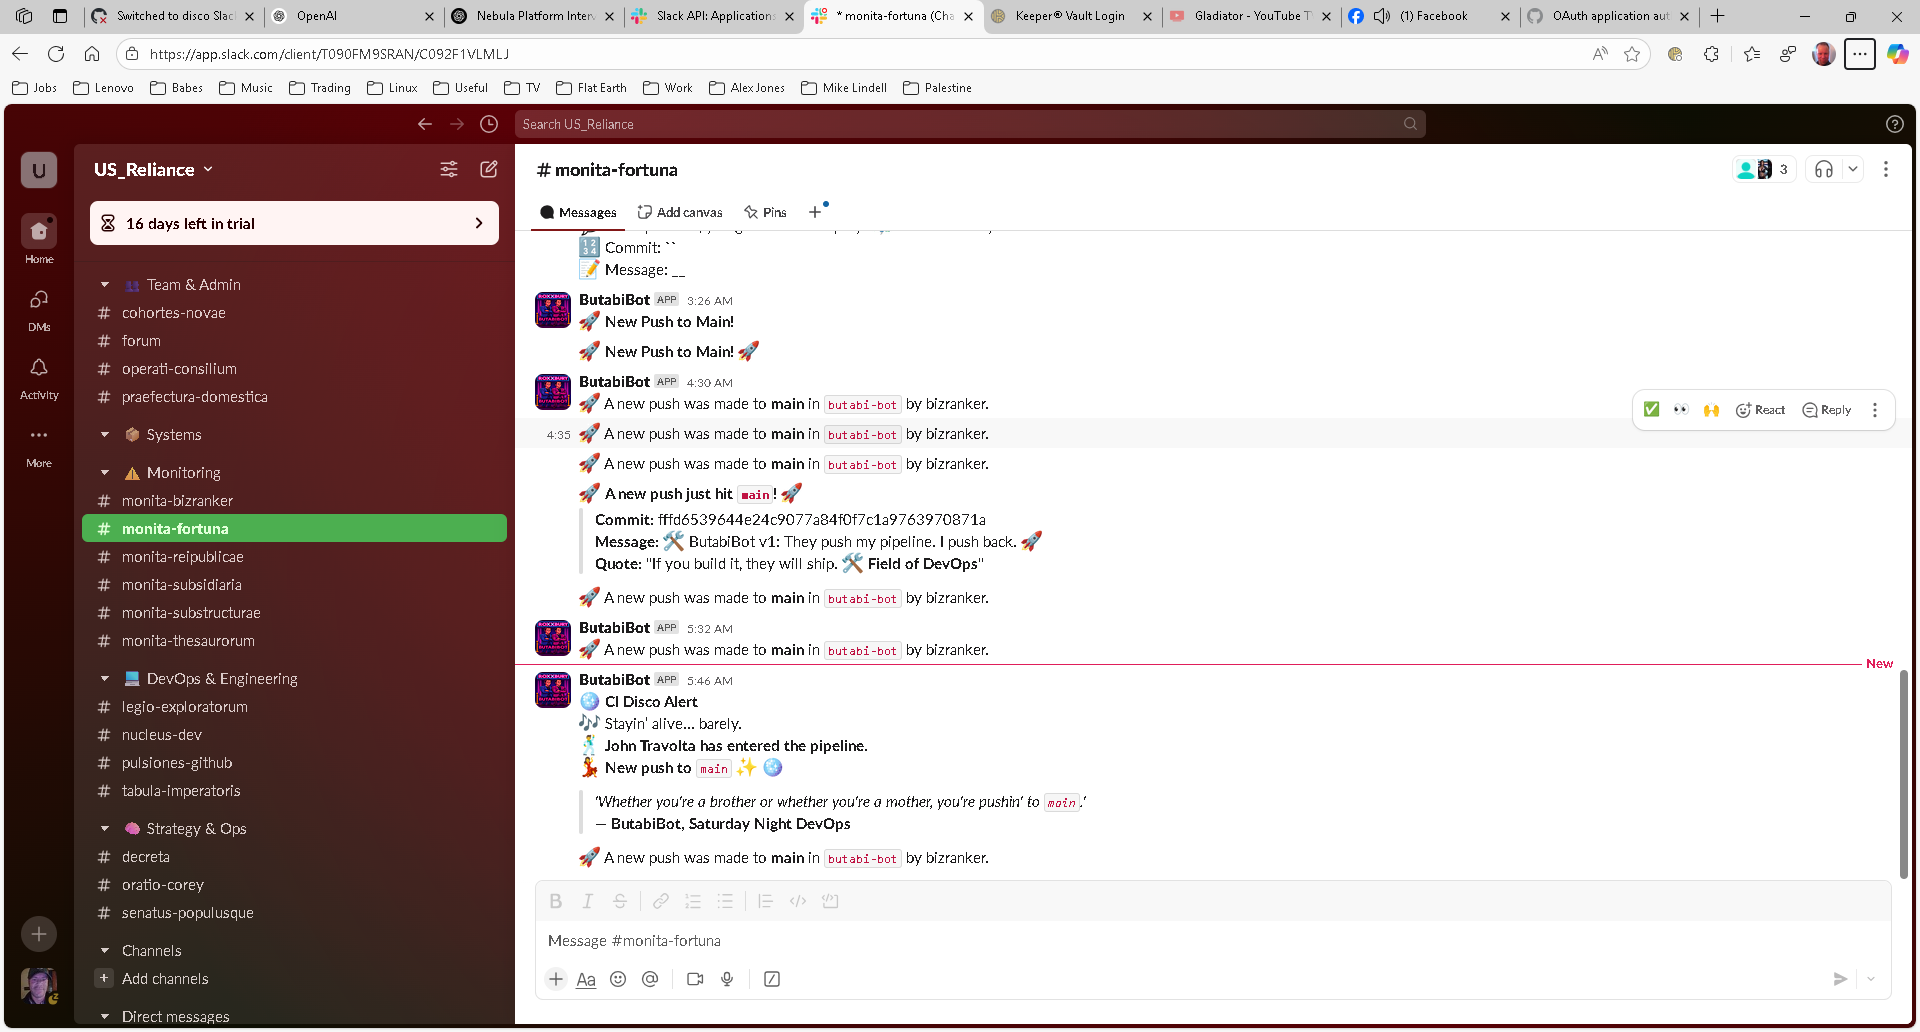 Switched to disco Slac
OpenAI
Nebula Platform Inter
Slack API: Applications
* monita-fortuna (Cha
Keeper® Vault Login
Gladiator - YouTube T
(1) Facebook
OAuth application aut
https://app.slack.com/client/T090FM9SRAN/C092F1VLMLJ
Jobs
Lenovo
Babes
Music
Trading
Linux
Useful
TV
Flat Earth
Work
Alex Jones
Mike Lindell
Palestine
Search US_Reliance
U
Home
DMs
Activity
More
US_Reliance
16 days left in trial
Team & Admin
# cohortes-novae
# forum
# operati-consilium
# praefectura-domestica
Systems
Monitoring
# monita-bizranker
# monita-fortuna
# monita-reipublicae
# monita-subsidiaria
# monita-substructurae
# monita-thesaurorum
DevOps & Engineering
# legio-exploratorum
# nucleus-dev
# pulsiones-github
# tabula-imperatoris
Strategy & Ops
# decreta
# oratio-corey
# senatus-populusque
Channels
+ Add channels
Direct messages
# monita-fortuna
3
Messages
Add canvas
Pins
🔢 Commit: ``
📝 Message: __
ButabiBot APP 3:26 AM
🚀 New Push to Main!
🚀 New Push to Main! 🚀
ButabiBot APP 4:30 AM
🚀 A new push was made to main in butabi-bot by bizranker.
React
Reply
4:35 🚀 A new push was made to main in butabi-bot by bizranker.
🚀 A new push was made to main in butabi-bot by bizranker.
🚀 A new push just hit main! 🚀
Commit: fffd6539644e24c9077a84f0f7c1a9763970871a
Message: 🛠️ ButabiBot v1: They push my pipeline. I push back. 🚀
Quote: "If you build it, they will ship. 🛠️ Field of DevOps"
🚀 A new push was made to main in butabi-bot by bizranker.
ButabiBot APP 5:32 AM
🚀 A new push was made to main in butabi-bot by bizranker.
New
ButabiBot APP 5:46 AM
🪩 CI Disco Alert
🎶 Stayin' alive... barely.
🕺 John Travolta has entered the pipeline.
💃 New push to main ✨ 🪩
'Whether you're a brother or whether you're a mother, you're pushin' to main.'
— ButabiBot, Saturday Night DevOps
🚀 A new push was made to main in butabi-bot by bizranker.
B I S
Message #monita-fortuna
Aa